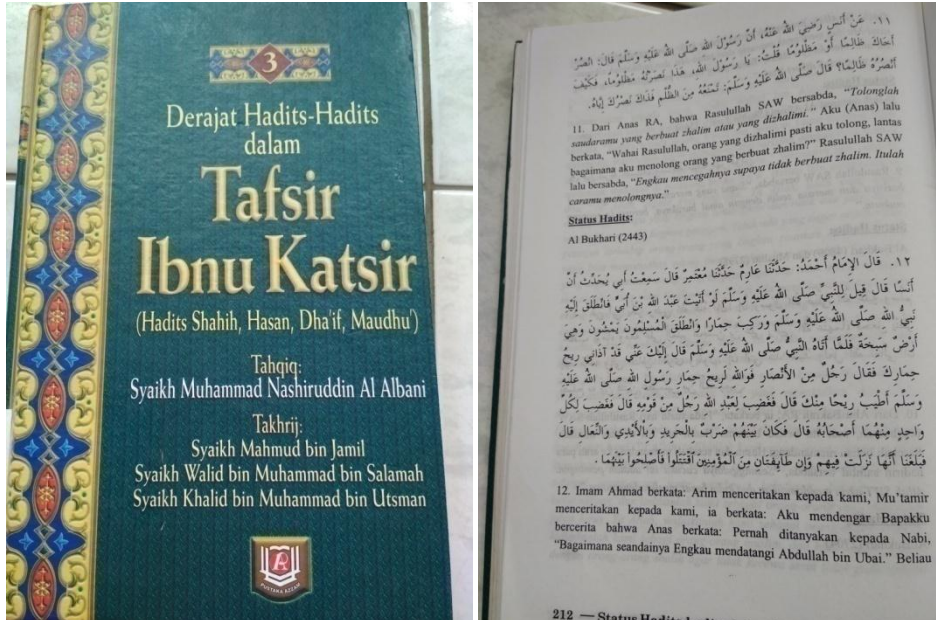 3
Derajat Hadits-Hadits
dalam
Tafsir
Ibnu Katsir
(Hadits Shahih, Hasan, Dha'if, Maudhu')
Tahqiq:
Syaikh Muhammad Nashiruddin Al Albani
Takhrij:
Syaikh Mahmud bin Jamil
Syaikh Walid bin Muhammad bin Salamah
Syaikh Khalid bin Muhammad bin Utsman
PUSTAKA AZZAM
١١. عَنْ أَنَسٍ رَضِيَ اللهُ عَنْهُ، أَنَّ رَسُوْلَ اللهِ صَلَّى اللهُ عَلَيْهِ وَسَلَّمَ قَالَ: انْصُرْ
أَخَاكَ ظَالِمًا أَوْ مَظْلُومًا قُلْتُ: يَا رَسُوْلَ اللهِ، هَذَا نَصَرْتُهُ مَظْلُوْمًا، فَكَيْفَ
أَنْصُرُهُ ظَالِمًا؟ قَالَ صَلَّى اللهُ عَلَيْهِ وَسَلَّمَ: تَمْنَعُهُ مِنَ الظُّلْمِ فَذَاكَ نَصْرُكَ إِيَّاهُ.
11. Dari Anas RA, bahwa Rasulullah SAW bersabda, "Tolonglah
saudaramu yang berbuat zhalim atau yang dizhalimi." Aku (Anas) lalu
berkata, "Wahai Rasulullah, orang yang dizhalimi pasti aku tolong, lantas
bagaimana aku menolong orang yang berbuat zhalim?" Rasulullah SAW
lalu bersabda, "Engkau mencegahnya supaya tidak berbuat zhalim. Itulah
caramu menolongnya."
Status Hadits:
Al Bukhari (2443)
١٢. قَالَ الإِمَامُ أَحْمَدُ: حَدَّثَنَا عَارِمٌ حَدَّثَنَا مُعْتَمِرٌ قَالَ سَمِعْتُ أَبِي يُحَدِّثُ أَنَّ
أَنَسًا قَالَ قِيلَ لِلنَّبِيِّ صَلَّى اللهُ عَلَيْهِ وَسَلَّمَ لَوْ أَتَيْتَ عَبْدَ اللهِ بْنَ أُبَيٍّ فَانْطَلَقَ إِلَيْهِ
نَبِيُّ اللهِ صَلَّى اللهُ عَلَيْهِ وَسَلَّمَ وَرَكِبَ حِمَارًا وَانْطَلَقَ الْمُسْلِمُونَ يَمْشُونَ وَهِيَ
أَرْضٌ سَبِخَةٌ فَلَمَّا أَتَاهُ النَّبِيُّ صَلَّى اللهُ عَلَيْهِ وَسَلَّمَ قَالَ إِلَيْكَ عَنِّي قَدْ آذَانِي رِيحُ
حِمَارِكَ فَقَالَ رَجُلٌ مِنَ الْأَنْصَارِ فَوَاللهِ لَرِيحُ حِمَارِ رَسُولِ اللهِ صَلَّى اللهُ عَلَيْهِ
وَسَلَّمَ أَطْيَبُ رِيْحًا مِنْكَ قَالَ فَغَضِبَ لِعَبْدِ اللهِ رَجُلٌ مِنْ قَوْمِهِ قَالَ فَغَضِبَ لِكُلِّ
وَاحِدٍ مِنْهُمَا أَصْحَابُهُ قَالَ فَكَانَ بَيْنَهُمْ ضَرْبٌ بِالْجَرِيدِ وَبِالْأَيْدِي وَالنِّعَالِ قَالَ
فَبَلَغَنَا أَنَّهَا نَزَلَتْ فِيهِمْ وَإِن طَآئِفَتَانِ مِنَ ٱلْمُؤْمِنِينَ ٱقْتَتَلُوا۟ فَأَصْلِحُوا۟ بَيْنَهُمَا .
12. Imam Ahmad berkata: Arim menceritakan kepada kami, Mu'tamir
menceritakan kepada kami, ia berkata: Aku mendengar Bapakku
bercerita bahwa Anas berkata: Pernah ditanyakan kepada Nabi,
"Bagaimana seandainya Engkau mendatangi Abdullah bin Ubai." Beliau
212 — Status Hadits